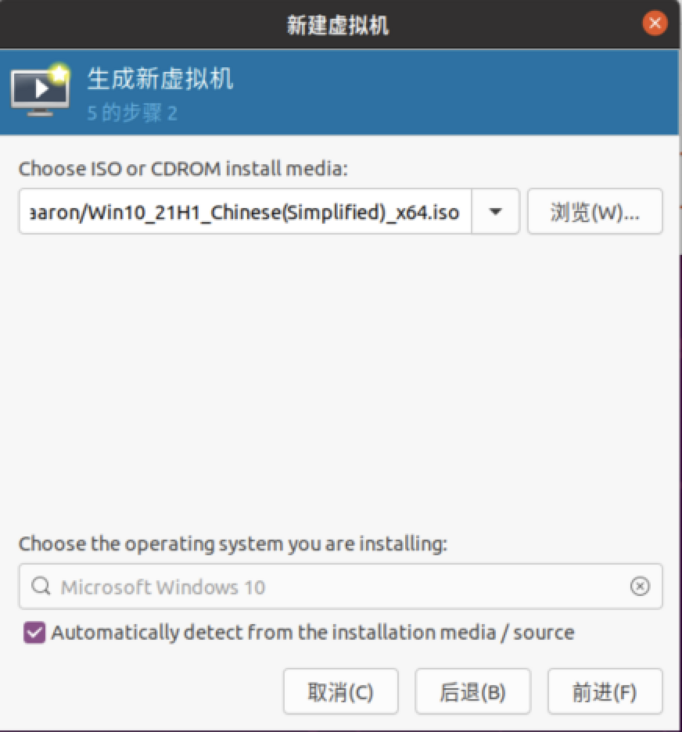 新建虚拟机
生成新虚拟机
5 的步骤 2
Choose ISO or CDROM install media:
aaron/Win10_21H1_Chinese(Simplified)_x64.iso
浏览(W)...
Choose the operating system you are installing:
Microsoft Windows 10
Automatically detect from the installation media / source
取消(C)
后退(B)
前进(F)